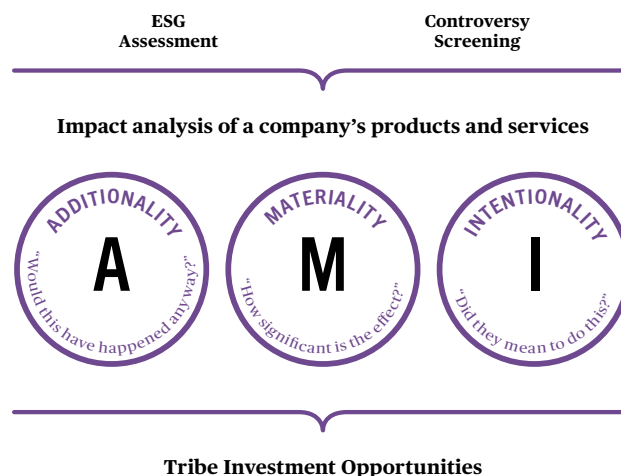 ESG
Assessment
Controversy
Screening
Impact analysis of a company’s products and services
ADDITIONALITY
A
“Would this have happened anyway?”
MATERIALITY
M
“How significant is the effect?”
INTENTIONALITY
I
“Did they mean to do this?”
Tribe Investment Opportunities